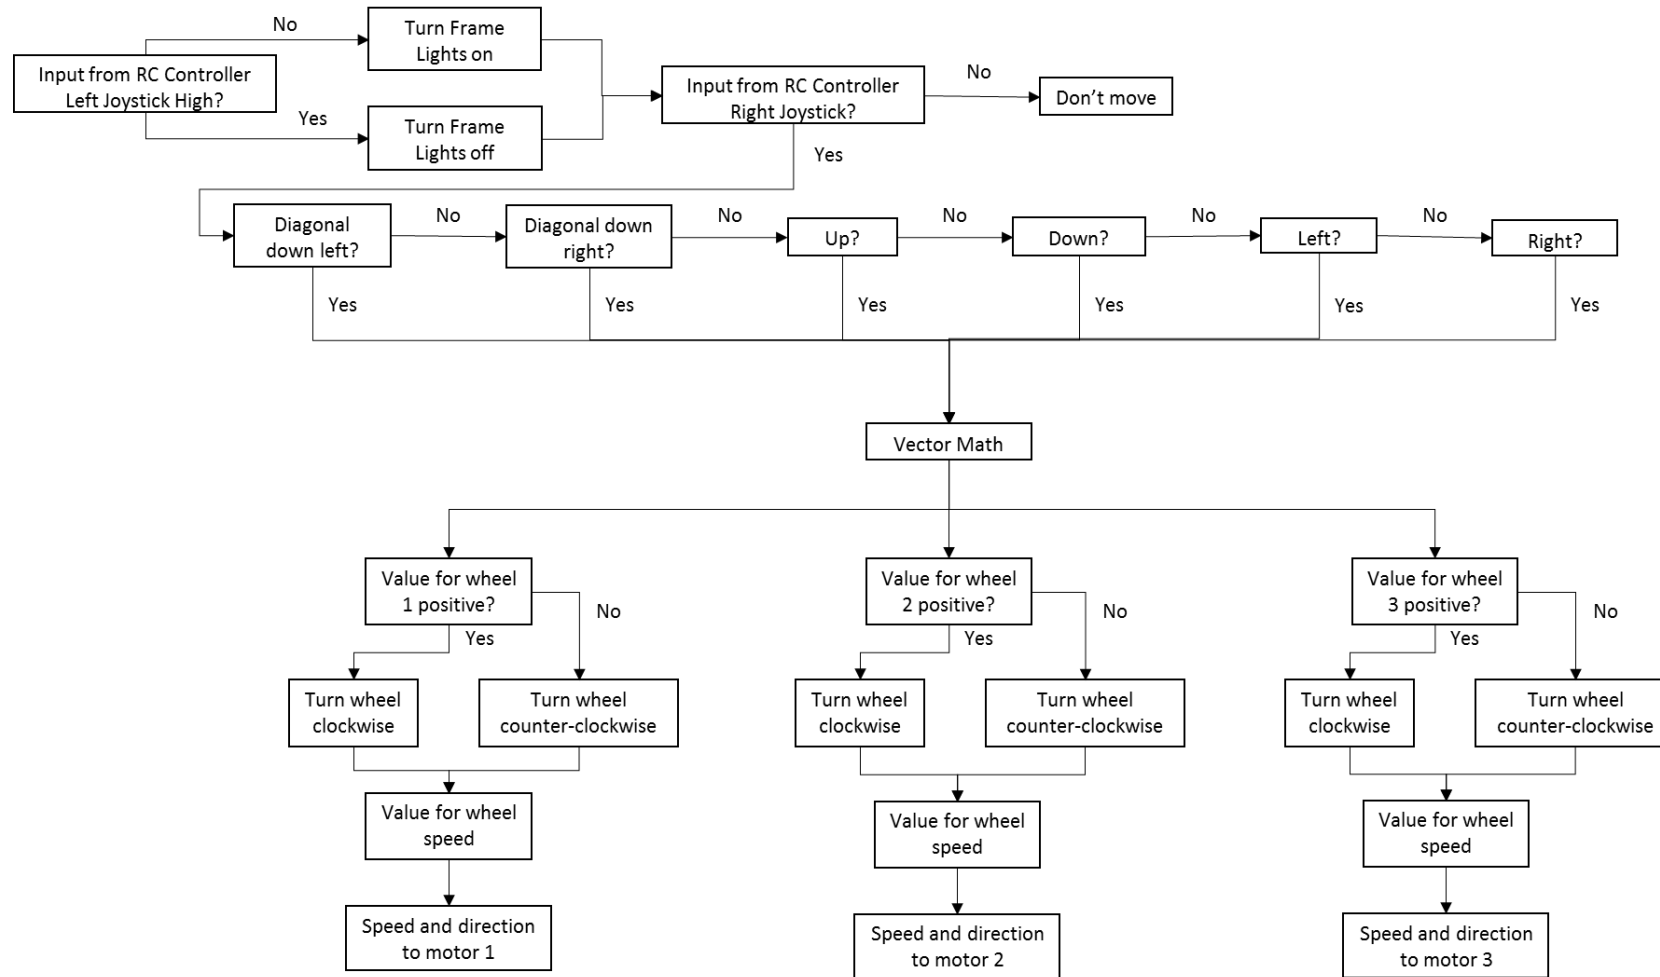 No
Turn Frame
Lights on
Input from RC Controller
Left Joystick High?
Yes
Turn Frame
Lights off
Input from RC Controller
Right Joystick?
No
Don’t move
Yes
Diagonal
down left?
No
Diagonal down
right?
No
Up?
No
Down?
No
Left?
No
Right?
Yes
Yes
Yes
Yes
Yes
Yes
Vector Math
Value for wheel
1 positive?
No
Yes
Turn wheel
clockwise
Turn wheel
counter-clockwise
Value for wheel
speed
Speed and direction
to motor 1
Value for wheel
2 positive?
No
Yes
Turn wheel
clockwise
Turn wheel
counter-clockwise
Value for wheel
speed
Speed and direction
to motor 2
Value for wheel
3 positive?
No
Yes
Turn wheel
clockwise
Turn wheel
counter-clockwise
Value for wheel
speed
Speed and direction
to motor 3